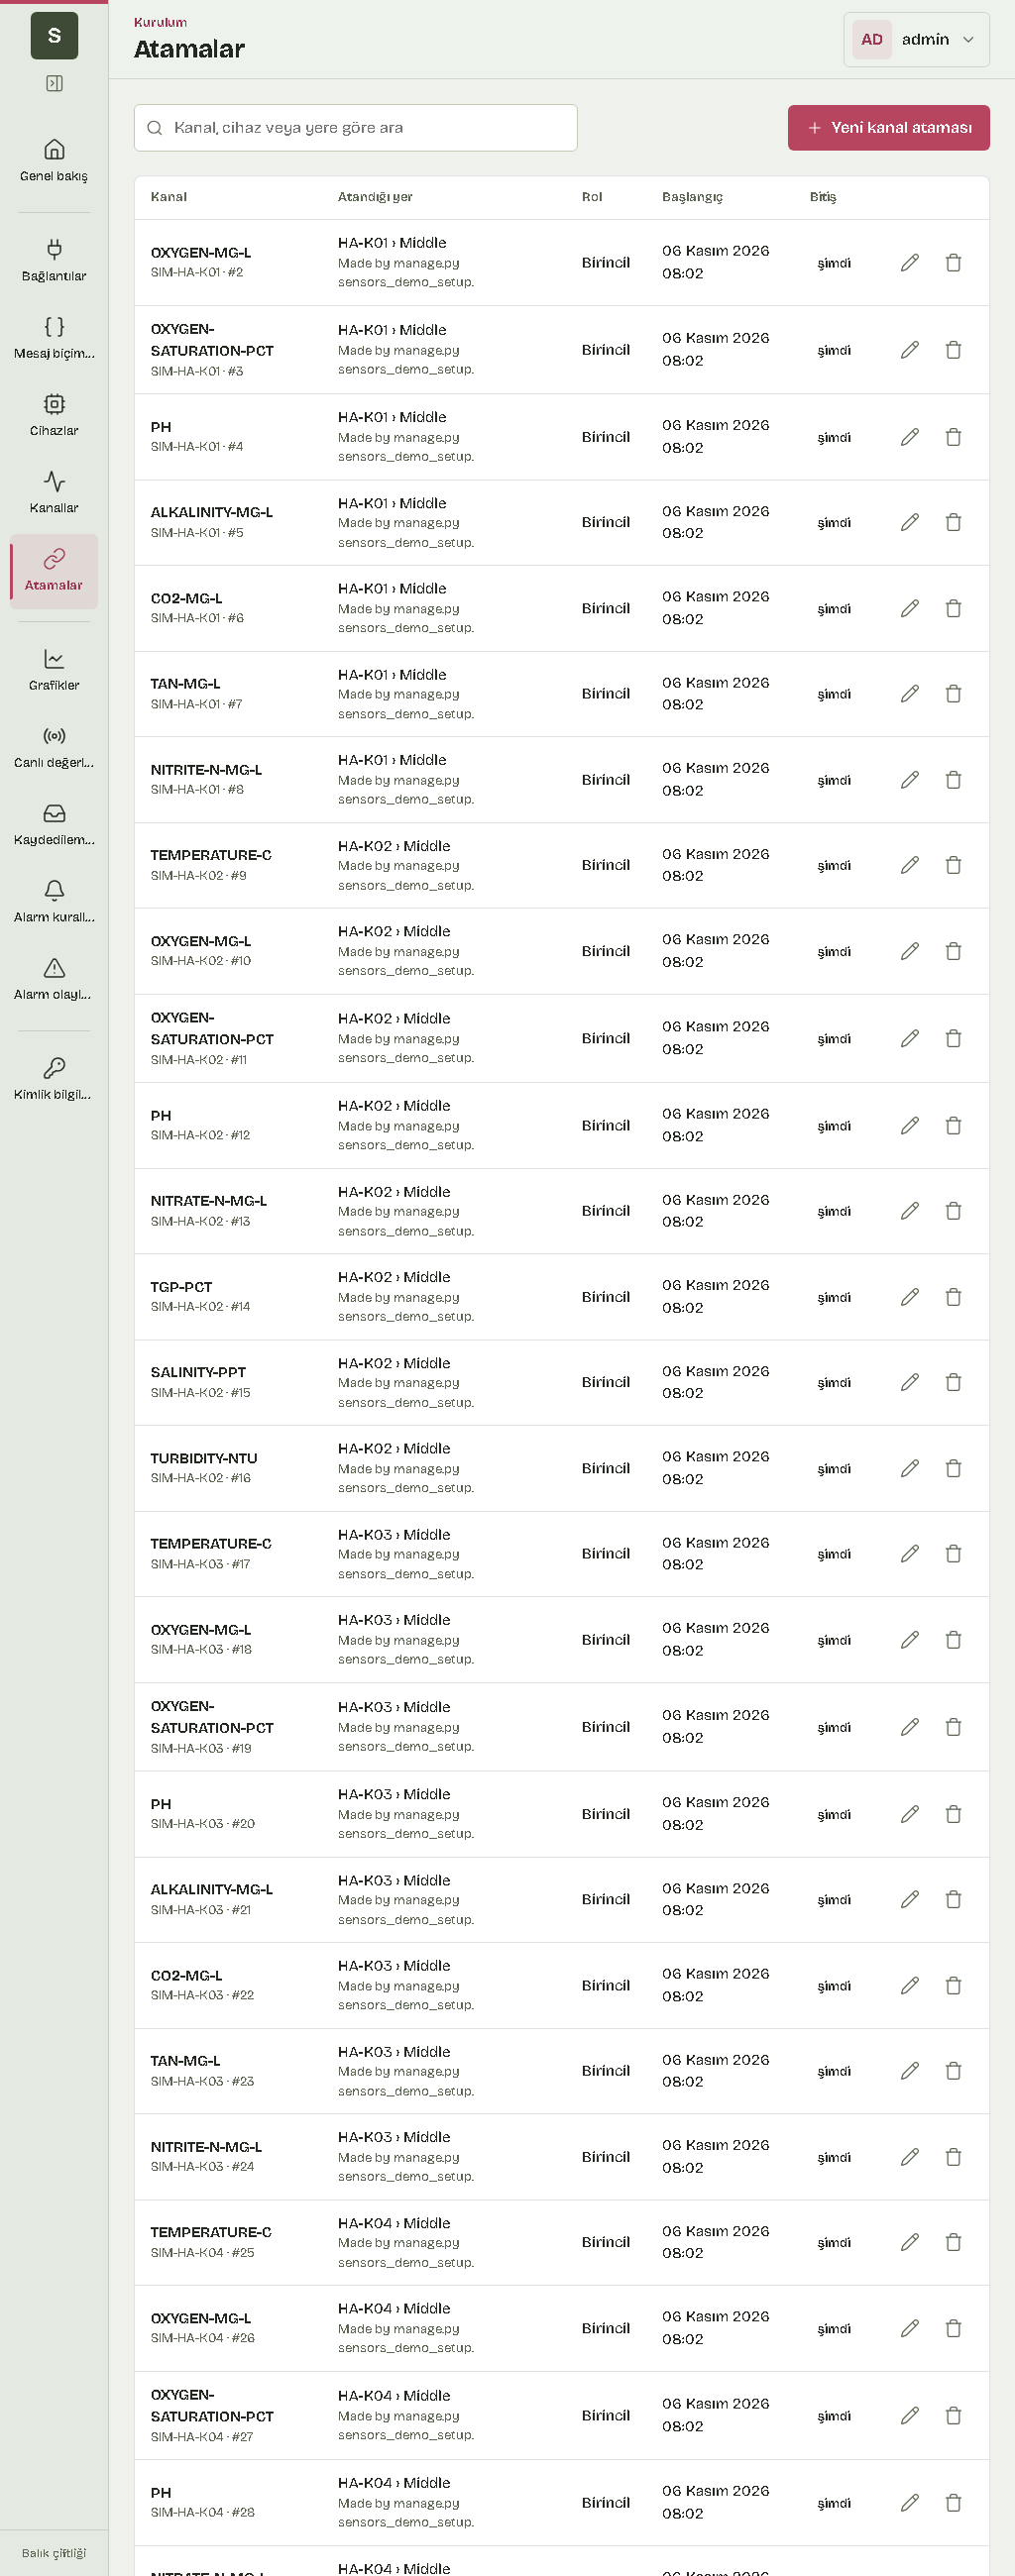 S
Genel bakış
Bağlantılar
Mesaj biçim...
Cihazlar
Kanallar
Atamalar
Grafikler
Canlı değerl...
Kaydedilem...
Alarm kurall...
Alarm olayl...
Kimlik bilgil...
Balık çiftliği
Kurulum
Atamalar
AD admin
Kanal, cihaz veya yere göre ara
Yeni kanal ataması
Kanal Atandığı yer Rol Başlangıç Bitiş
OXYGEN-MG-L
SIM-HA-K01 · #2
HA-K01 › Middle
Made by manage.py
sensors_demo_setup.
Birincil
06 Kasım 2026
08:02
şimdi
OXYGEN-
SATURATION-PCT
SIM-HA-K01 · #3
HA-K01 › Middle
Made by manage.py
sensors_demo_setup.
Birincil
06 Kasım 2026
08:02
şimdi
PH
SIM-HA-K01 · #4
HA-K01 › Middle
Made by manage.py
sensors_demo_setup.
Birincil
06 Kasım 2026
08:02
şimdi
ALKALINITY-MG-L
SIM-HA-K01 · #5
HA-K01 › Middle
Made by manage.py
sensors_demo_setup.
Birincil
06 Kasım 2026
08:02
şimdi
CO2-MG-L
SIM-HA-K01 · #6
HA-K01 › Middle
Made by manage.py
sensors_demo_setup.
Birincil
06 Kasım 2026
08:02
şimdi
TAN-MG-L
SIM-HA-K01 · #7
HA-K01 › Middle
Made by manage.py
sensors_demo_setup.
Birincil
06 Kasım 2026
08:02
şimdi
NITRITE-N-MG-L
SIM-HA-K01 · #8
HA-K01 › Middle
Made by manage.py
sensors_demo_setup.
Birincil
06 Kasım 2026
08:02
şimdi
TEMPERATURE-C
SIM-HA-K02 · #9
HA-K02 › Middle
Made by manage.py
sensors_demo_setup.
Birincil
06 Kasım 2026
08:02
şimdi
OXYGEN-MG-L
SIM-HA-K02 · #10
HA-K02 › Middle
Made by manage.py
sensors_demo_setup.
Birincil
06 Kasım 2026
08:02
şimdi
OXYGEN-
SATURATION-PCT
SIM-HA-K02 · #11
HA-K02 › Middle
Made by manage.py
sensors_demo_setup.
Birincil
06 Kasım 2026
08:02
şimdi
PH
SIM-HA-K02 · #12
HA-K02 › Middle
Made by manage.py
sensors_demo_setup.
Birincil
06 Kasım 2026
08:02
şimdi
NITRATE-N-MG-L
SIM-HA-K02 · #13
HA-K02 › Middle
Made by manage.py
sensors_demo_setup.
Birincil
06 Kasım 2026
08:02
şimdi
TGP-PCT
SIM-HA-K02 · #14
HA-K02 › Middle
Made by manage.py
sensors_demo_setup.
Birincil
06 Kasım 2026
08:02
şimdi
SALINITY-PPT
SIM-HA-K02 · #15
HA-K02 › Middle
Made by manage.py
sensors_demo_setup.
Birincil
06 Kasım 2026
08:02
şimdi
TURBIDITY-NTU
SIM-HA-K02 · #16
HA-K02 › Middle
Made by manage.py
sensors_demo_setup.
Birincil
06 Kasım 2026
08:02
şimdi
TEMPERATURE-C
SIM-HA-K03 · #17
HA-K03 › Middle
Made by manage.py
sensors_demo_setup.
Birincil
06 Kasım 2026
08:02
şimdi
OXYGEN-MG-L
SIM-HA-K03 · #18
HA-K03 › Middle
Made by manage.py
sensors_demo_setup.
Birincil
06 Kasım 2026
08:02
şimdi
OXYGEN-
SATURATION-PCT
SIM-HA-K03 · #19
HA-K03 › Middle
Made by manage.py
sensors_demo_setup.
Birincil
06 Kasım 2026
08:02
şimdi
PH
SIM-HA-K03 · #20
HA-K03 › Middle
Made by manage.py
sensors_demo_setup.
Birincil
06 Kasım 2026
08:02
şimdi
ALKALINITY-MG-L
SIM-HA-K03 · #21
HA-K03 › Middle
Made by manage.py
sensors_demo_setup.
Birincil
06 Kasım 2026
08:02
şimdi
CO2-MG-L
SIM-HA-K03 · #22
HA-K03 › Middle
Made by manage.py
sensors_demo_setup.
Birincil
06 Kasım 2026
08:02
şimdi
TAN-MG-L
SIM-HA-K03 · #23
HA-K03 › Middle
Made by manage.py
sensors_demo_setup.
Birincil
06 Kasım 2026
08:02
şimdi
NITRITE-N-MG-L
SIM-HA-K03 · #24
HA-K03 › Middle
Made by manage.py
sensors_demo_setup.
Birincil
06 Kasım 2026
08:02
şimdi
TEMPERATURE-C
SIM-HA-K04 · #25
HA-K04 › Middle
Made by manage.py
sensors_demo_setup.
Birincil
06 Kasım 2026
08:02
şimdi
OXYGEN-MG-L
SIM-HA-K04 · #26
HA-K04 › Middle
Made by manage.py
sensors_demo_setup.
Birincil
06 Kasım 2026
08:02
şimdi
OXYGEN-
SATURATION-PCT
SIM-HA-K04 · #27
HA-K04 › Middle
Made by manage.py
sensors_demo_setup.
Birincil
06 Kasım 2026
08:02
şimdi
PH
SIM-HA-K04 · #28
HA-K04 › Middle
Made by manage.py
sensors_demo_setup.
Birincil
06 Kasım 2026
08:02
şimdi
HA-K04 › Middle